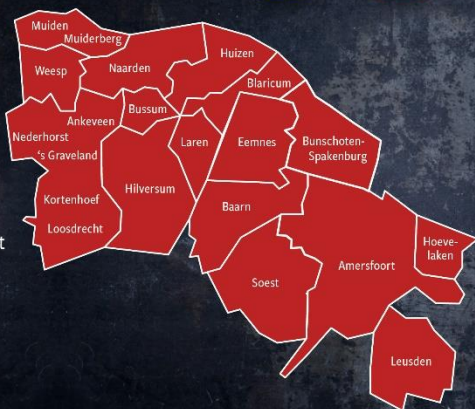 Muiden
Muiderberg
Huizen
Weesp
Naarden
Blaricum
Bussum
Ankeveen
Nederhorst
Laren
Eemnes
Bunschoten-
Spakenburg
's Graveland
Hilversum
Kortenhoef
Baarn
Loosdrecht
t
Hoeve-
laken
Amersfoort
Soest
Leusden